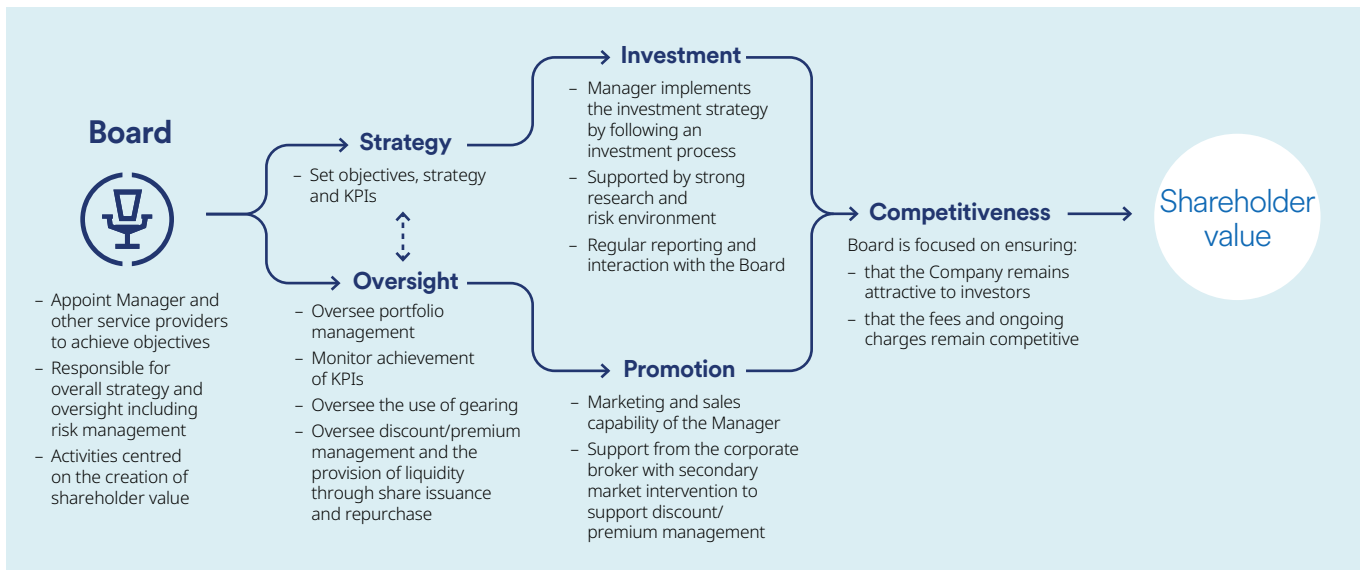 Board
– Appoint Manager and
other service providers
to achieve objectives
– Responsible for
overall strategy and
oversight including
risk management
– Activities centred
on the creation of
shareholder value
Strategy
– Set objectives, strategy
and KPIs
Oversight
– Oversee portfolio
management
– Monitor achievement
of KPIs
– Oversee the use of gearing
– Oversee discount/premium
management and the
provision of liquidity
through share issuance
and repurchase
Investment
– Manager implements
the investment strategy
by following an
investment process
– Supported by strong
research and
risk environment
– Regular reporting and
interaction with the Board
Promotion
– Marketing and sales
capability of the Manager
– Support from the corporate
broker with secondary
market intervention to
support discount/
premium management
Competitiveness
Board is focused on ensuring:
– that the Company remains
attractive to investors
– that the fees and ongoing
charges remain competitive
Shareholder
value